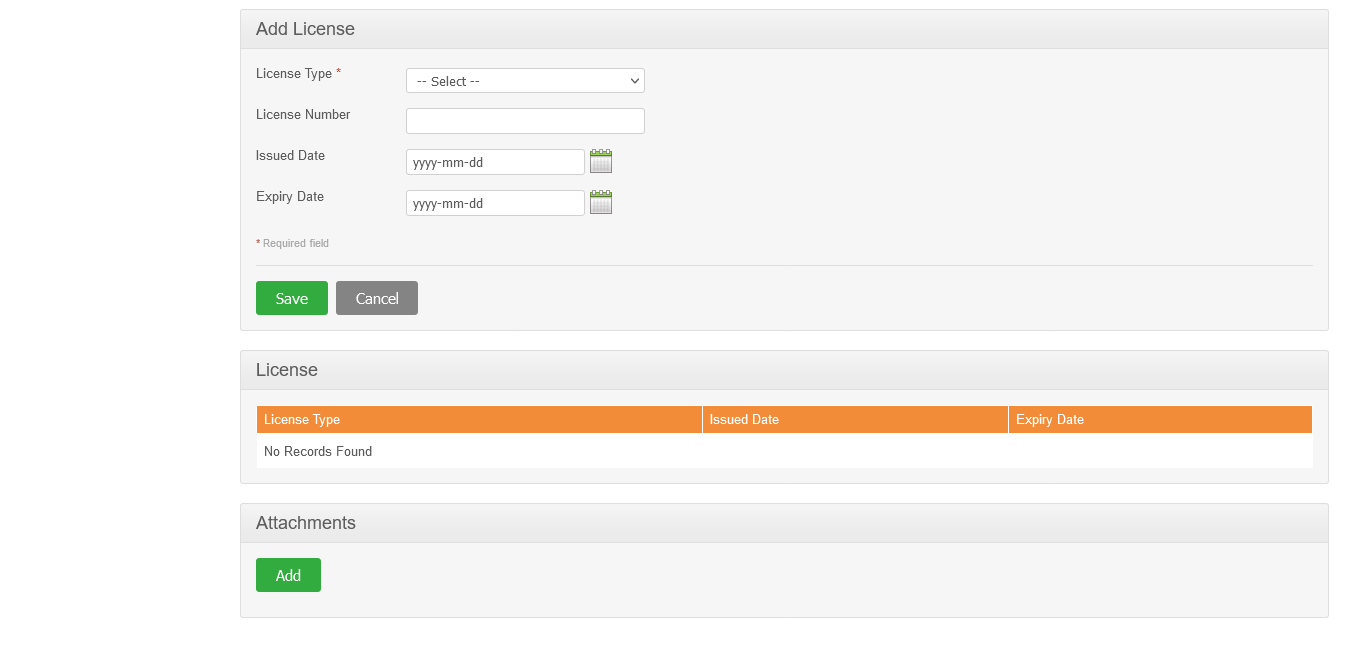 Add License
License Type *
-- Select --
License Number
Issued Date
yyyy-mm-dd
Expiry Date
yyyy-mm-dd
* Required field
Save Cancel
License
License Type Issued Date Expiry Date
No Records Found
Attachments
Add